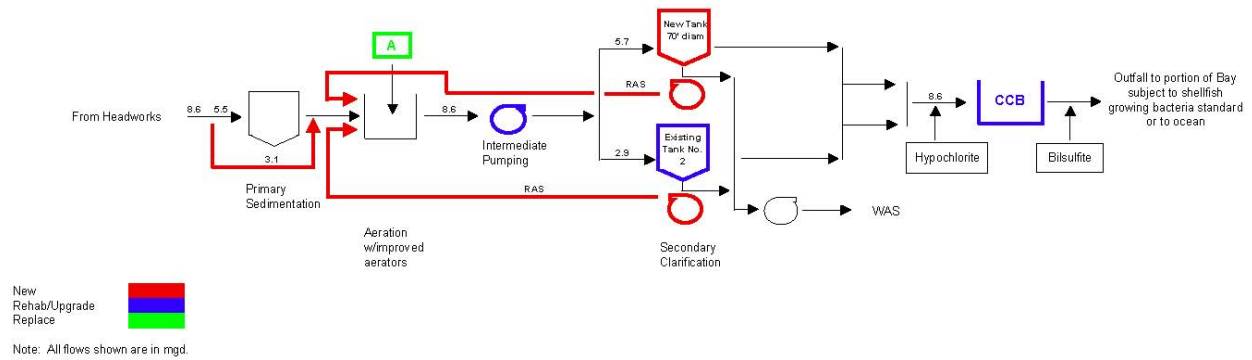 New Tank
70' diam
A
5.7
RAS
From Headworks
8.6
5.5
8.6
8.6
CCB
Outfall to portion of Bay
subject to shellfish
growing bacteria standard
or to ocean
3.1
Intermediate
Pumping
Existing
Tank No.
2
2.9
Hypochlorite
Bilsulfite
Primary
Sedimentation
RAS
WAS
Aeration
w/improved
aerators
Secondary
Clarification
New
Rehab/Upgrade
Replace
Note: All flows shown are in mgd.